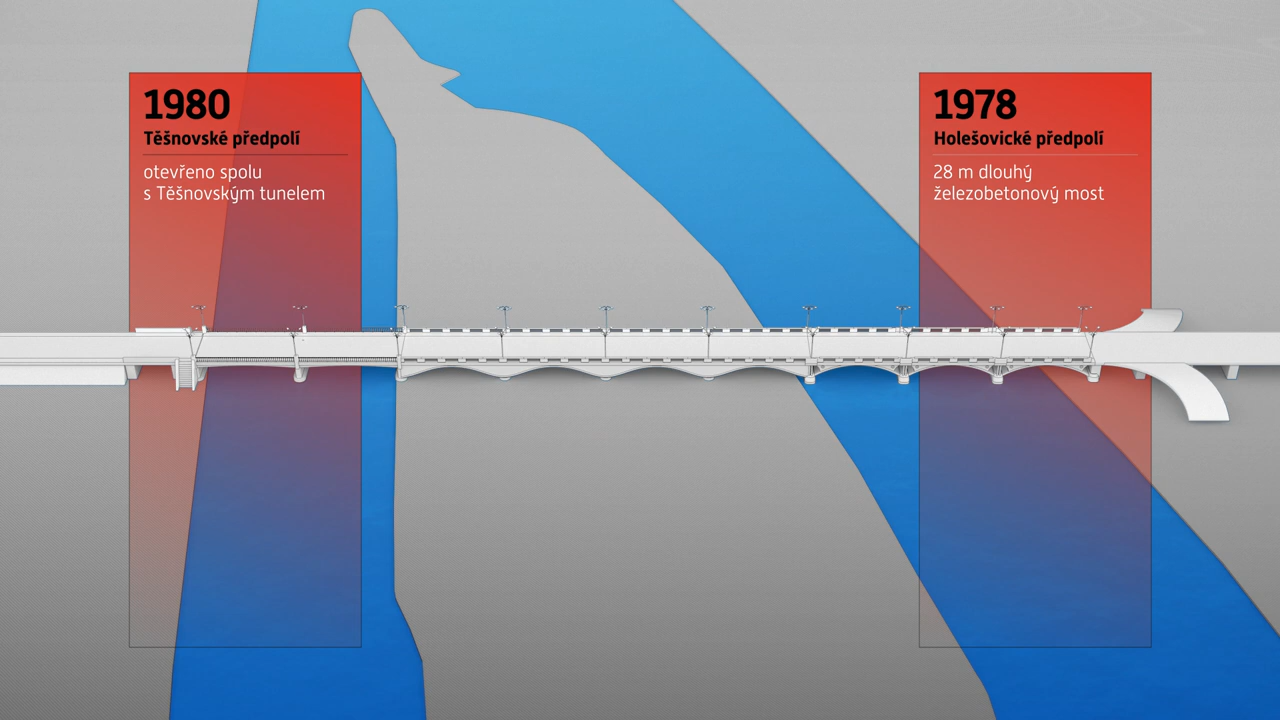 1980
Těšnovské předpolí
otevřeno spolu
s Těšnovským tunelem
1978
Holešovické předpolí
28 m dlouhý
železobetonový most